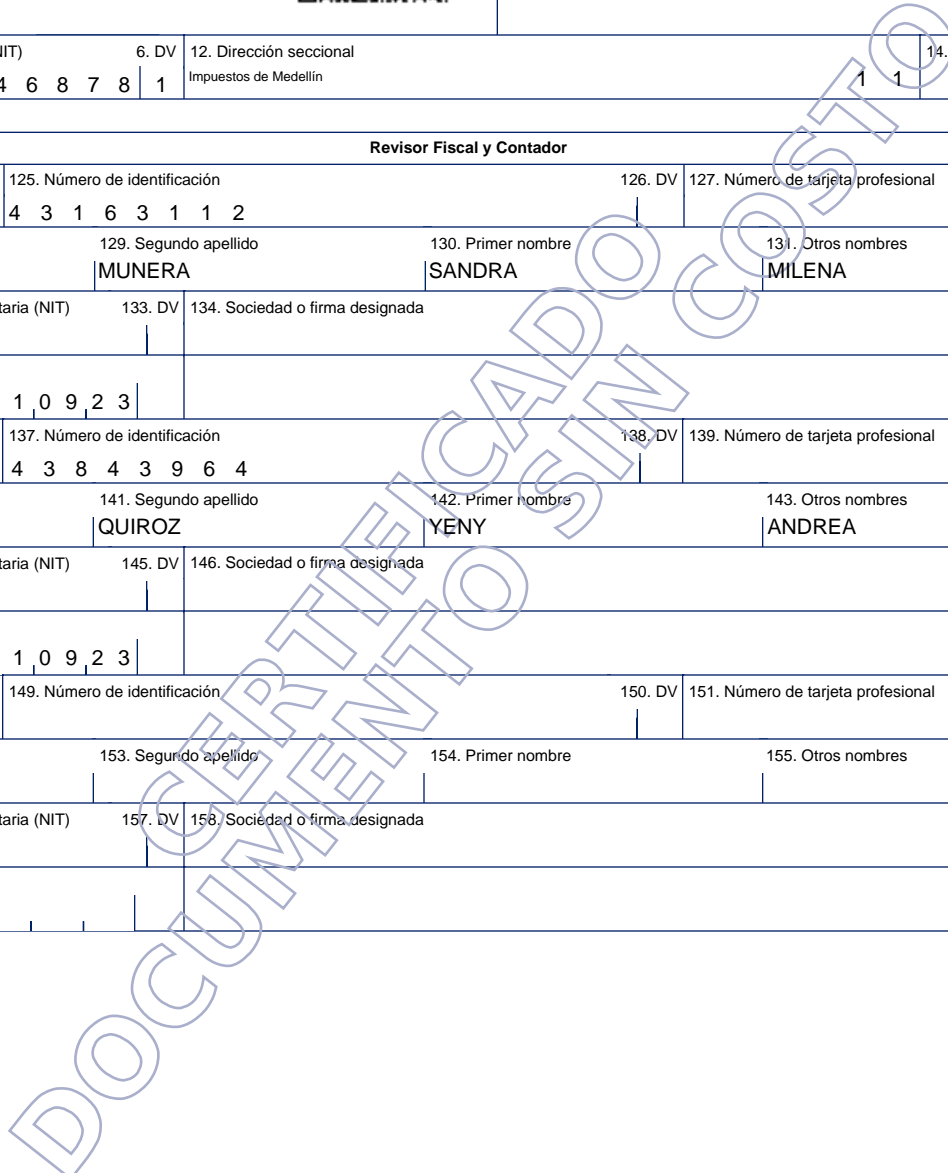 IT) 6. DV 12. Dirección seccional 14.
4 6 8 7 8 1 Impuestos de Medellín 1 1
Revisor Fiscal y Contador
125. Número de identificación 126. DV 127. Número de tarjeta profesional
4 3 1 6 3 1 1 2
129. Segundo apellido 130. Primer nombre 131. Otros nombres
MUNERA SANDRA MILENA
taria (NIT) 133. DV 134. Sociedad o firma designada
1 0 9 2 3
137. Número de identificación 138. DV 139. Número de tarjeta profesional
4 3 8 4 3 9 6 4
141. Segundo apellido 142. Primer nombre 143. Otros nombres
QUIROZ YENY ANDREA
taria (NIT) 145. DV 146. Sociedad o firma designada
1 0 9 2 3
149. Número de identificación 150. DV 151. Número de tarjeta profesional
153. Segundo apellido 154. Primer nombre 155. Otros nombres
taria (NIT) 157. DV 158. Sociedad o firma designada
CERTIFICADO
DOCUMENTO SIN COSTO